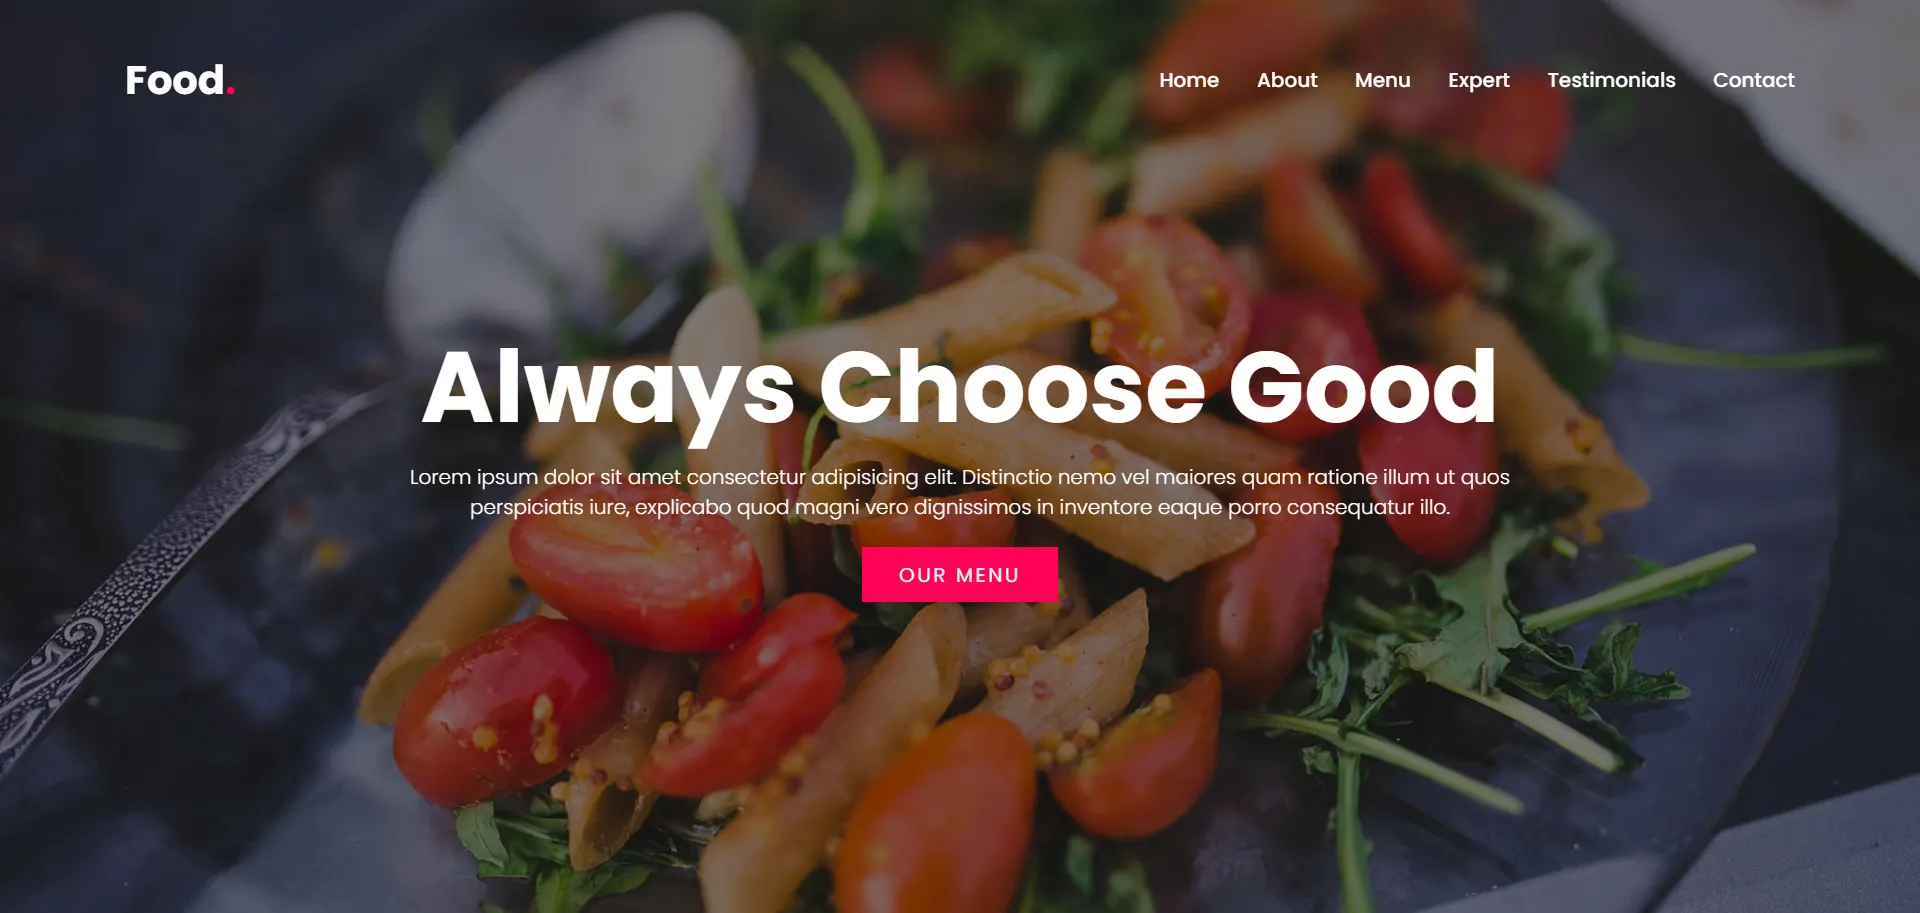 Food.
Home About Menu Expert Testimonials Contact
Always Choose Good
Lorem ipsum dolor sit amet consectetur adipisicing elit. Distinctio nemo vel maiores quam ratione illum ut quos
perspiciatis iure, explicabo quod magni vero dignissimos in inventore eaque porro consequatur illo.
OUR MENU